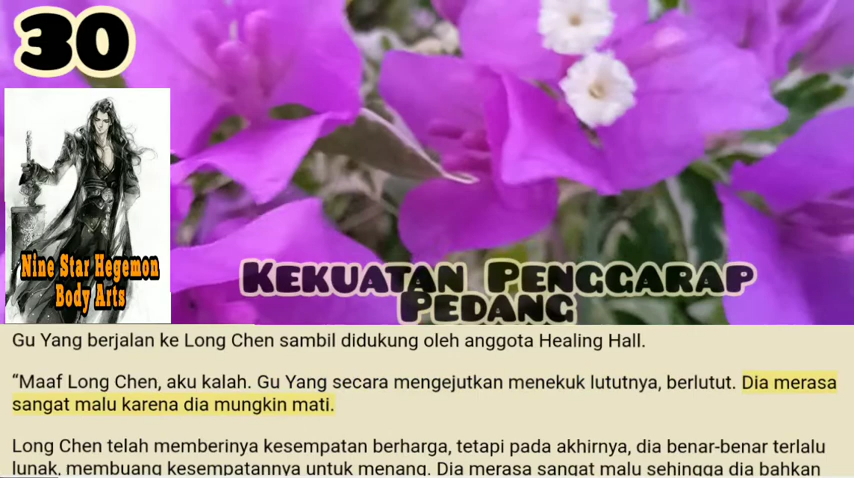 30
Nine Star Hegemon
Body Arts
Kekuatan Penggarap
Pedang
Gu Yang berjalan ke Long Chen sambil didukung oleh anggota Healing Hall.
“Maaf Long Chen, aku kalah. Gu Yang secara mengejutkan menekuk lututnya, berlutut. Dia merasa
sangat malu karena dia mungkin mati.
Long Chen telah memberinya kesempatan berharga, tetapi pada akhirnya, dia benar-benar terlalu
lunak, membuang kesempatannya untuk menang. Dia merasa sangat malu sehingga dia bahkan